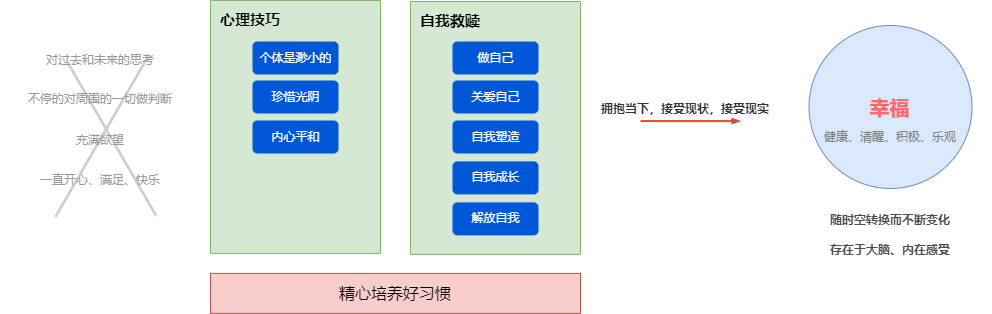 对过去和未来的思考
不停的对周围的一切做判断
充满欲望
一直开心、满足、快乐
心理技巧
个体是渺小的
珍惜光阴
内心平和
自我救赎
做自己
关爱自己
自我塑造
自我成长
解放自我
精心培养好习惯
拥抱当下，接受现状，接受现实
幸福
健康、清醒、积极、乐观
随时空转换而不断变化
存在于大脑、内在感受